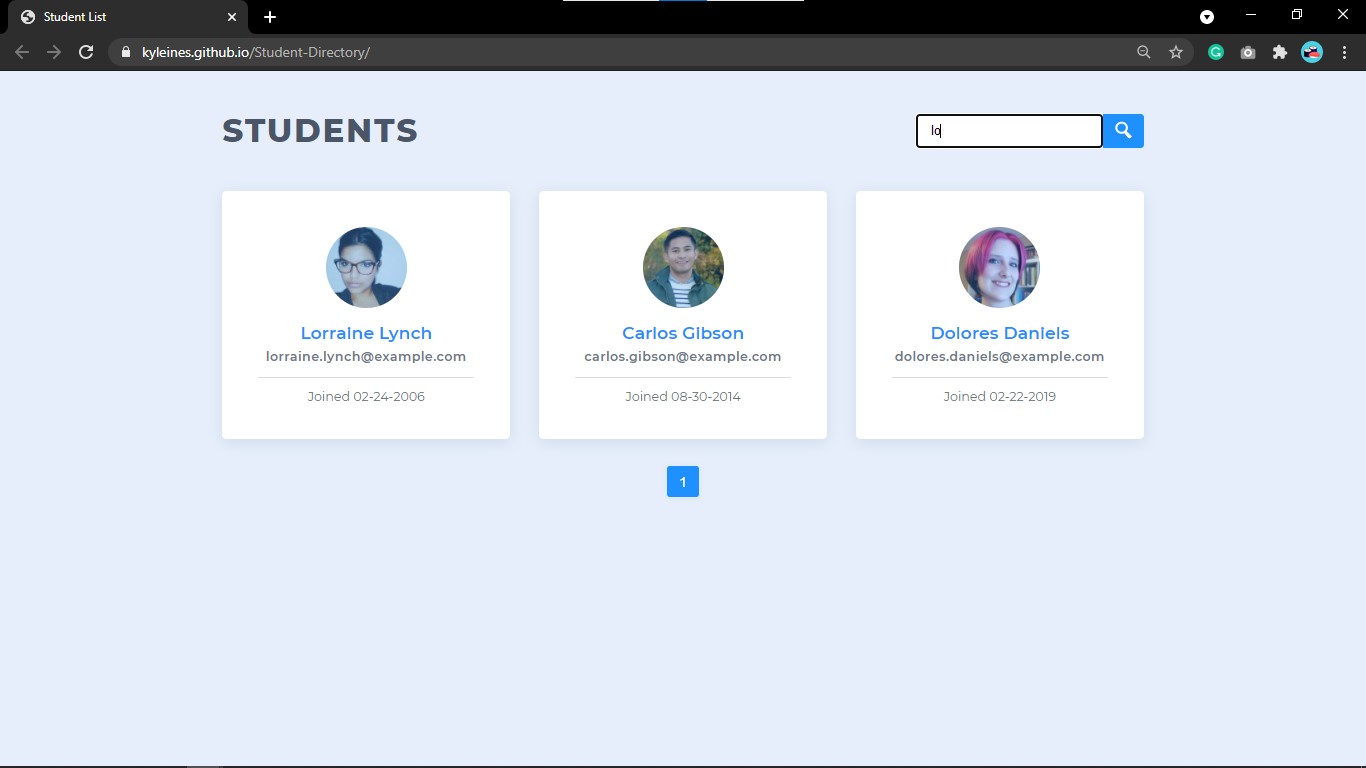 Student List
kyleines.github.io/Student-Directory/
STUDENTS
lo
Lorraine Lynch
lorraine.lynch@example.com
Joined 02-24-2006
Carlos Gibson
carlos.gibson@example.com
Joined 08-30-2014
Dolores Daniels
dolores.daniels@example.com
Joined 02-22-2019
1